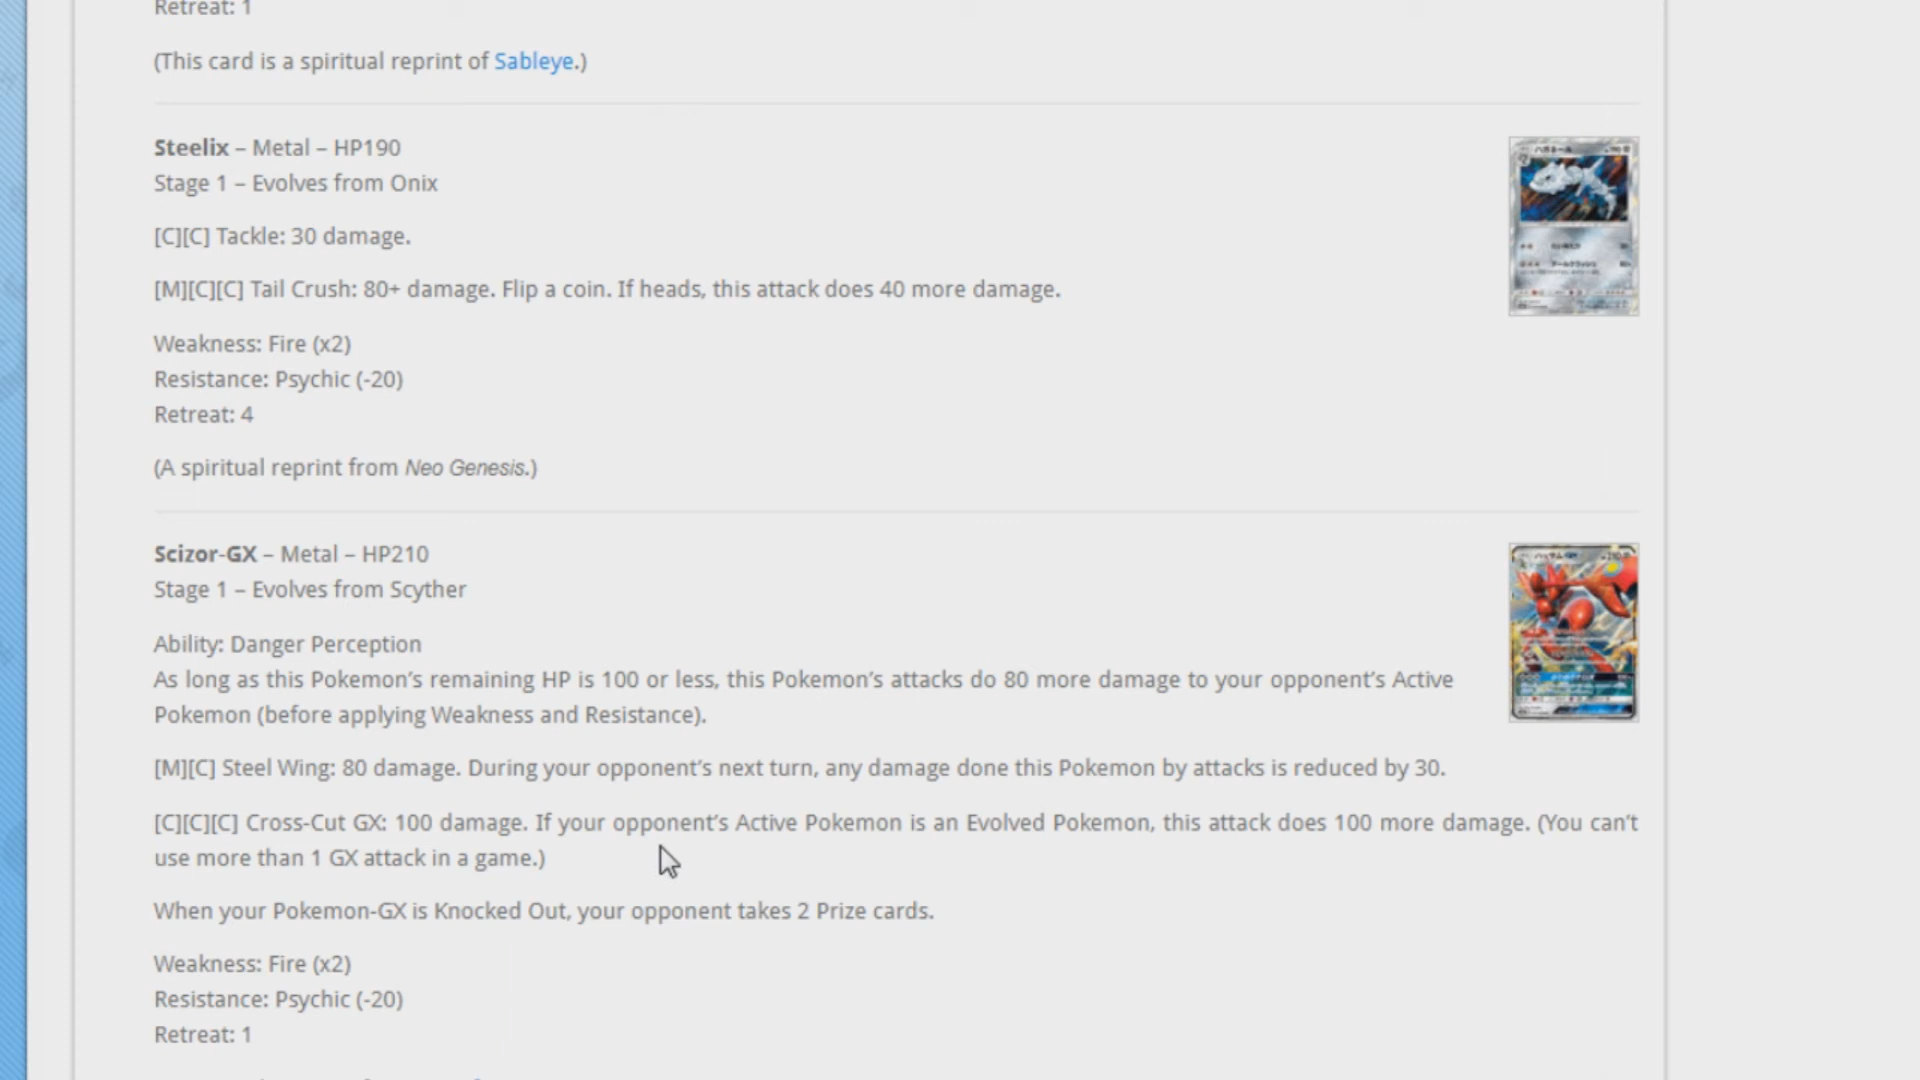 Retreat: 1
(This card is a spiritual reprint of Sableye.)
Steelix – Metal – HP190
Stage 1 – Evolves from Onix
[C][C] Tackle: 30 damage.
[M][C][C] Tail Crush: 80+ damage. Flip a coin. If heads, this attack does 40 more damage.
Weakness: Fire (x2)
Resistance: Psychic (-20)
Retreat: 4
(A spiritual reprint from Neo Genesis.)
Scizor-GX – Metal – HP210
Stage 1 – Evolves from Scyther
Ability: Danger Perception
As long as this Pokemon’s remaining HP is 100 or less, this Pokemon’s attacks do 80 more damage to your opponent’s Active
Pokemon (before applying Weakness and Resistance).
[M][C] Steel Wing: 80 damage. During your opponent’s next turn, any damage done this Pokemon by attacks is reduced by 30.
[C][C][C] Cross-Cut GX: 100 damage. If your opponent’s Active Pokemon is an Evolved Pokemon, this attack does 100 more damage. (You can’t
use more than 1 GX attack in a game.)
When your Pokemon-GX is Knocked Out, your opponent takes 2 Prize cards.
Weakness: Fire (x2)
Resistance: Psychic (-20)
Retreat: 1